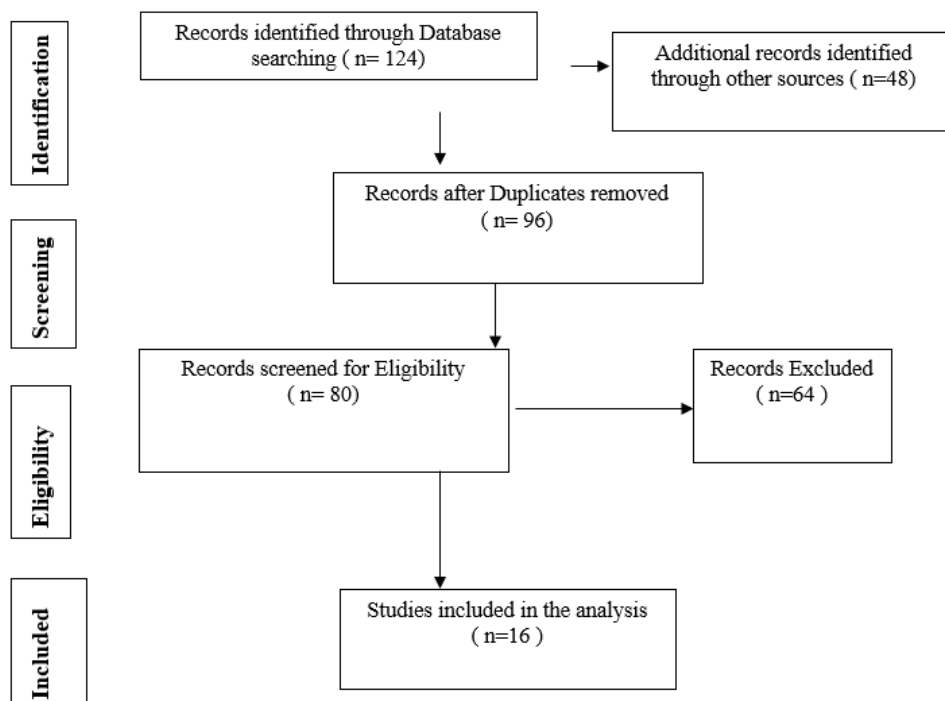 Identification
Records identified through Database
searching ( n= 124)
Additional records identified
through other sources ( n=48)
Records after Duplicates removed
( n= 96)
Screening
Records screened for Eligibility
( n= 80)
Records Excluded
( n=64 )
Eligibility
Studies included in the analysis
( n=16 )
Included